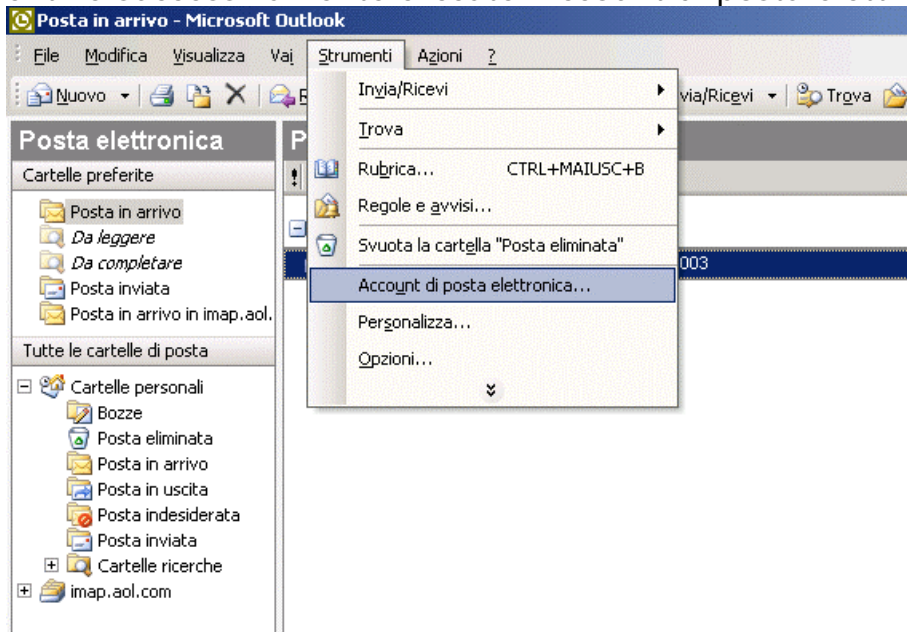 Posta in arrivo - Microsoft Outlook
File Modifica Visualizza Vai Strumenti Azioni ?
Nuovo
Invia/Ricevi
via/Ricevi
Trova
Posta elettronica
P
Cartelle preferite
!
Trova
Rubrica... CTRL+MAIUSC+B
Regole e avvisi...
Svuota la cartella "Posta eliminata"
003
Account di posta elettronica...
Personalizza...
Opzioni...
Posta in arrivo
Da leggere
Da completare
Posta inviata
Posta in arrivo in imap.aol.
Tutte le cartelle di posta
Cartelle personali
Bozze
Posta eliminata
Posta in arrivo
Posta in uscita
Posta indesiderata
Posta inviata
Cartelle ricerche
imap.aol.com